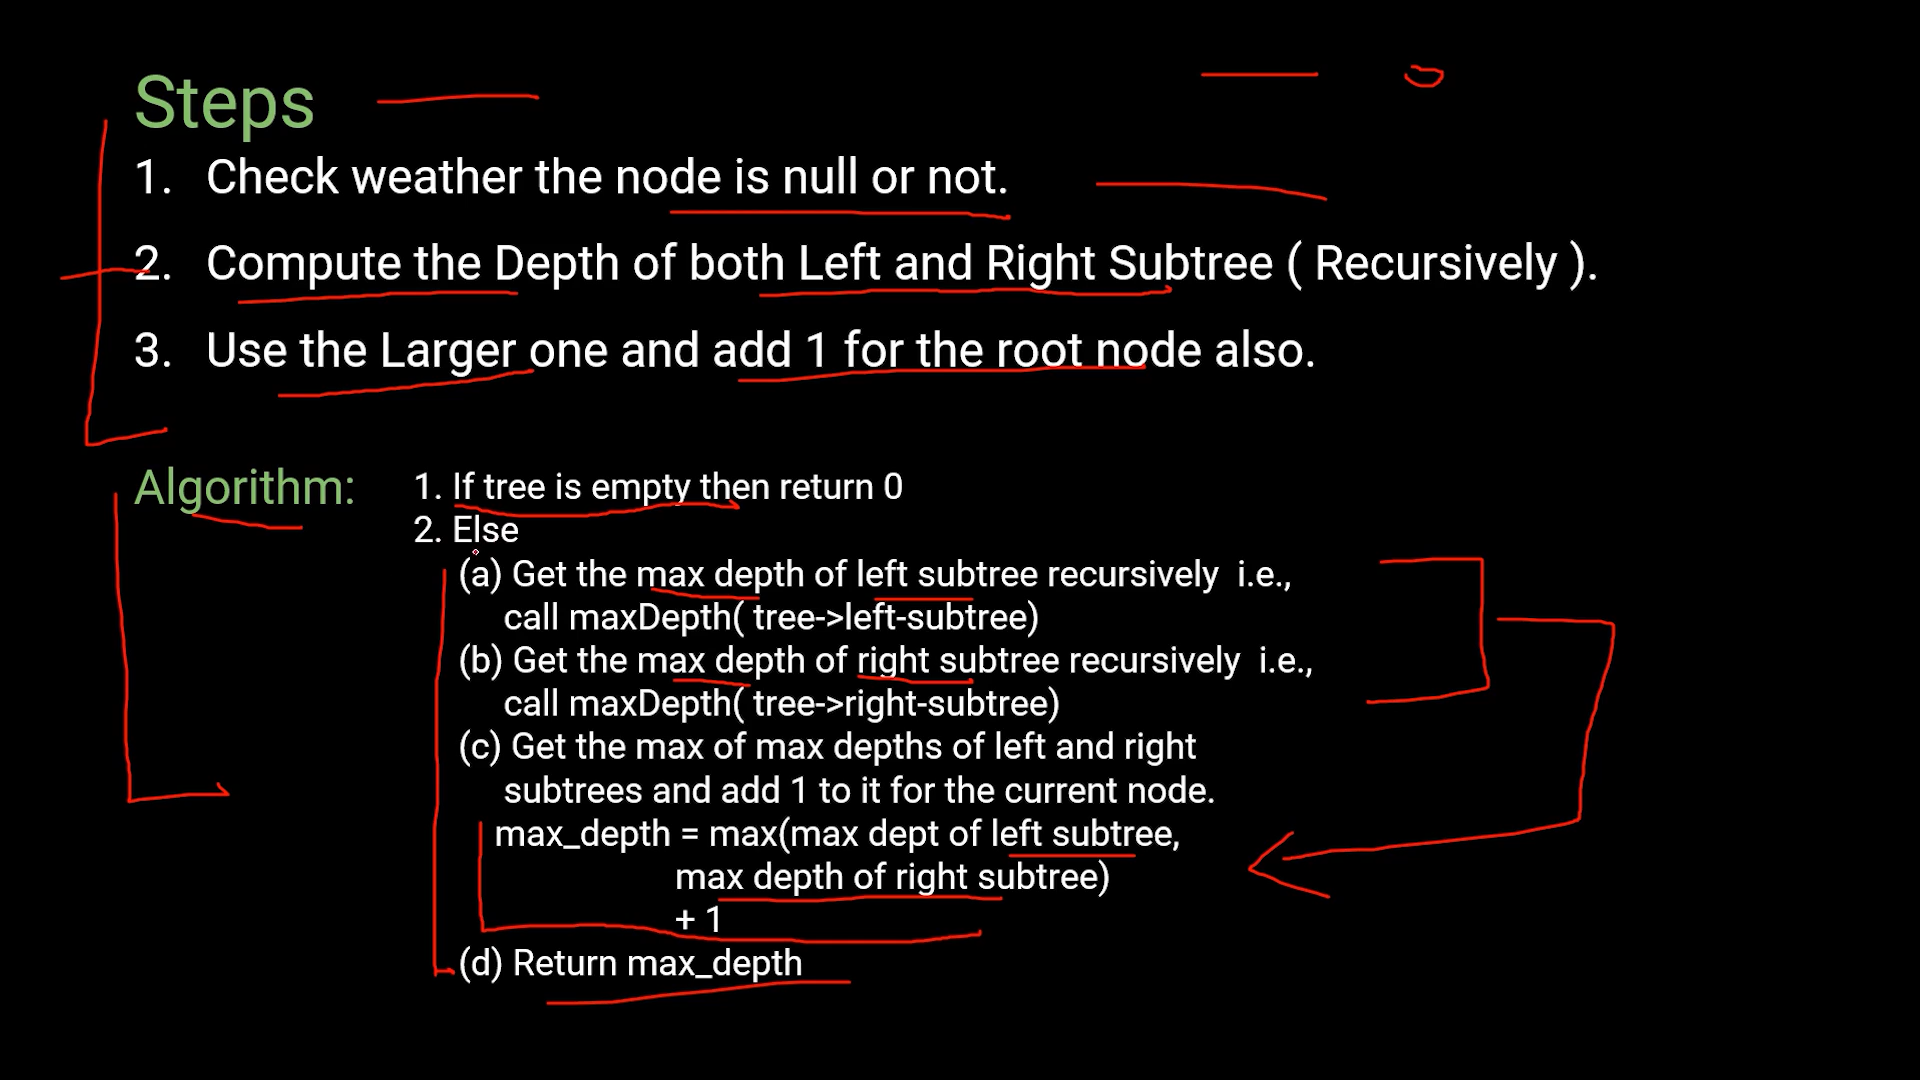 Steps
1. Check weather the node is null or not.
2. Compute the Depth of both Left and Right Subtree ( Recursively ).
3. Use the Larger one and add 1 for the root node also.
Algorithm:
1. If tree is empty then return 0
2. Else
(a) Get the max depth of left subtree recursively i.e.,
call maxDepth( tree->left-subtree)
(b) Get the max depth of right subtree recursively i.e.,
call maxDepth( tree->right-subtree)
(c) Get the max of max depths of left and right
subtrees and add 1 to it for the current node.
max_depth = max(max dept of left subtree,
max depth of right subtree)
+ 1
(d) Return max_depth